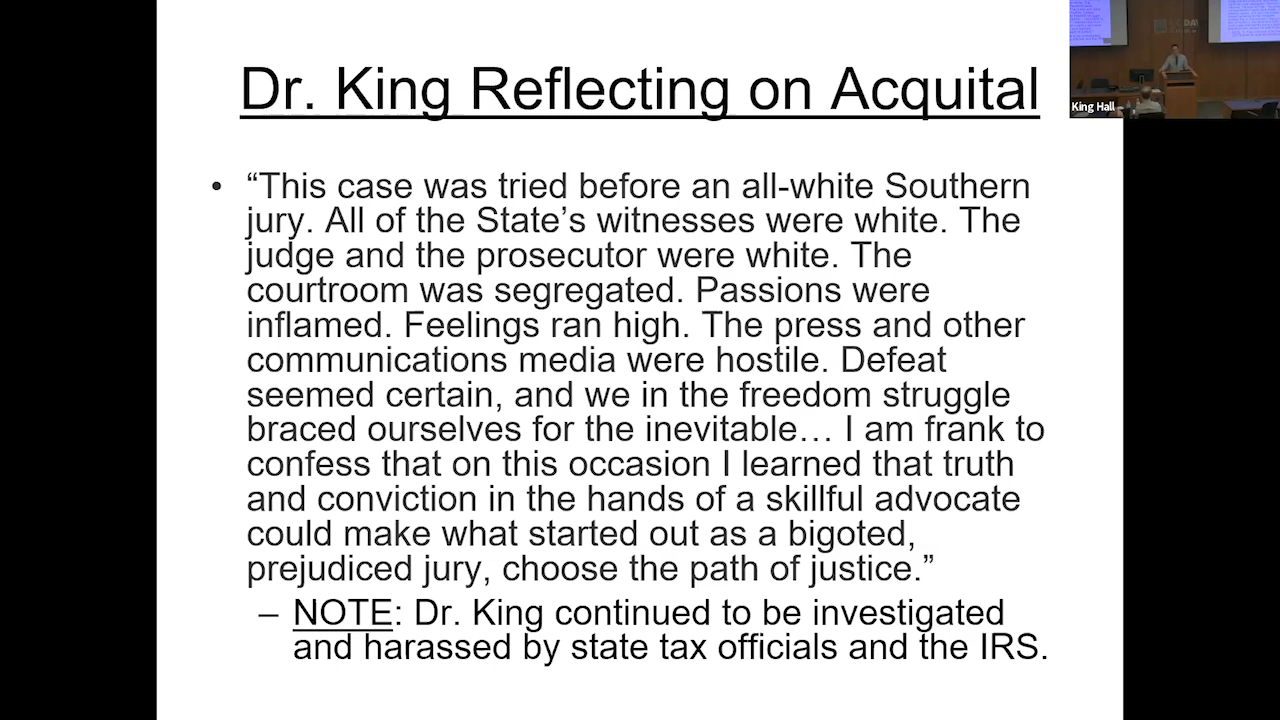 Dr. King Reflecting on Acquital
King Hall
• “This case was tried before an all-white Southern
jury. All of the State’s witnesses were white. The
judge and the prosecutor were white. The
courtroom was segregated. Passions were
inflamed. Feelings ran high. The press and other
communications media were hostile. Defeat
seemed certain, and we in the freedom struggle
braced ourselves for the inevitable… I am frank to
confess that on this occasion I learned that truth
and conviction in the hands of a skillful advocate
could make what started out as a bigoted,
prejudiced jury, choose the path of justice.”
– NOTE: Dr. King continued to be investigated
and harassed by state tax officials and the IRS.